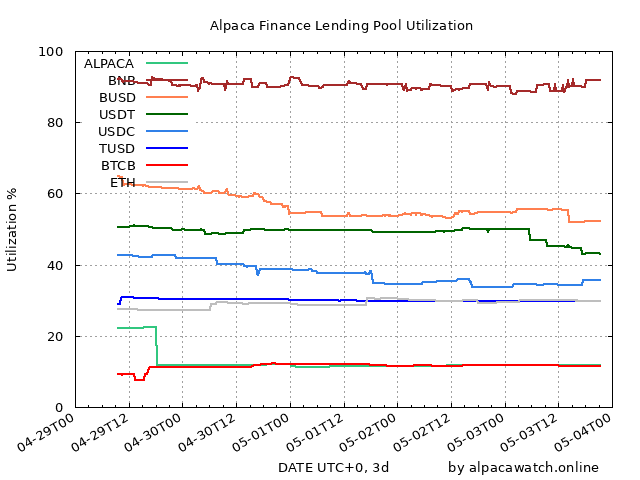 Alpaca Finance Lending Pool Utilization
100
80
60
40
20
0
Utilization %
ALPACA
BNB
BUSD
USDT
USDC
TUSD
BTCB
ETH
04-29T00
04-29T12
04-30T00
04-30T12
05-01T00
05-01T12
05-02T00
05-02T12
05-03T00
05-03T12
05-04T00
DATE UTC+0, 3d
by alpacawatch.online